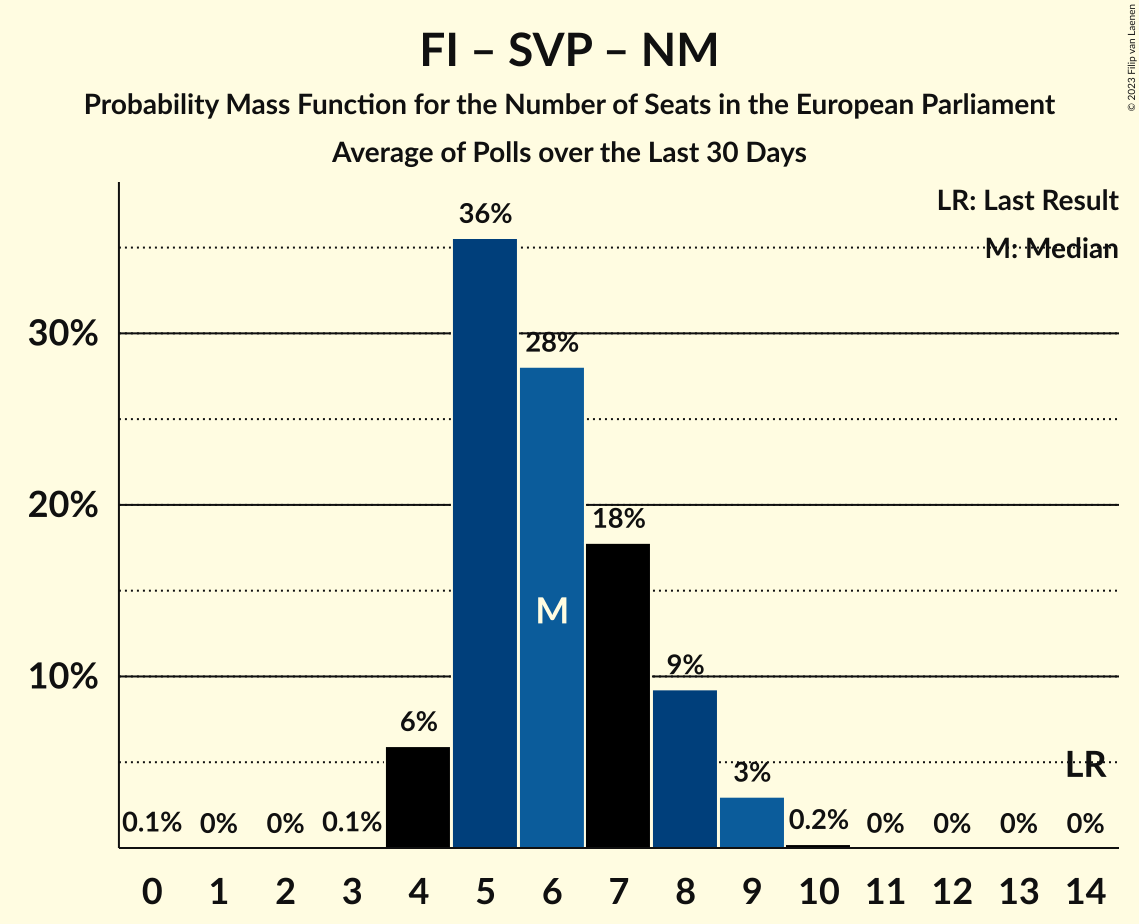 FI – SVP – NM
Probability Mass Function for the Number of Seats in the European Parliament
Average of Polls over the Last 30 Days
© 2023 Filip van Laenen
LR: Last Result
M: Median
36%
30%
28%
20%
18%
M
10%
9%
6%
LR
3%
0.1% 0% 0% 0.1% 0.2% 0% 0% 0% 0%
0 1 2 3 4 5 6 7 8 9 10 11 12 13 14